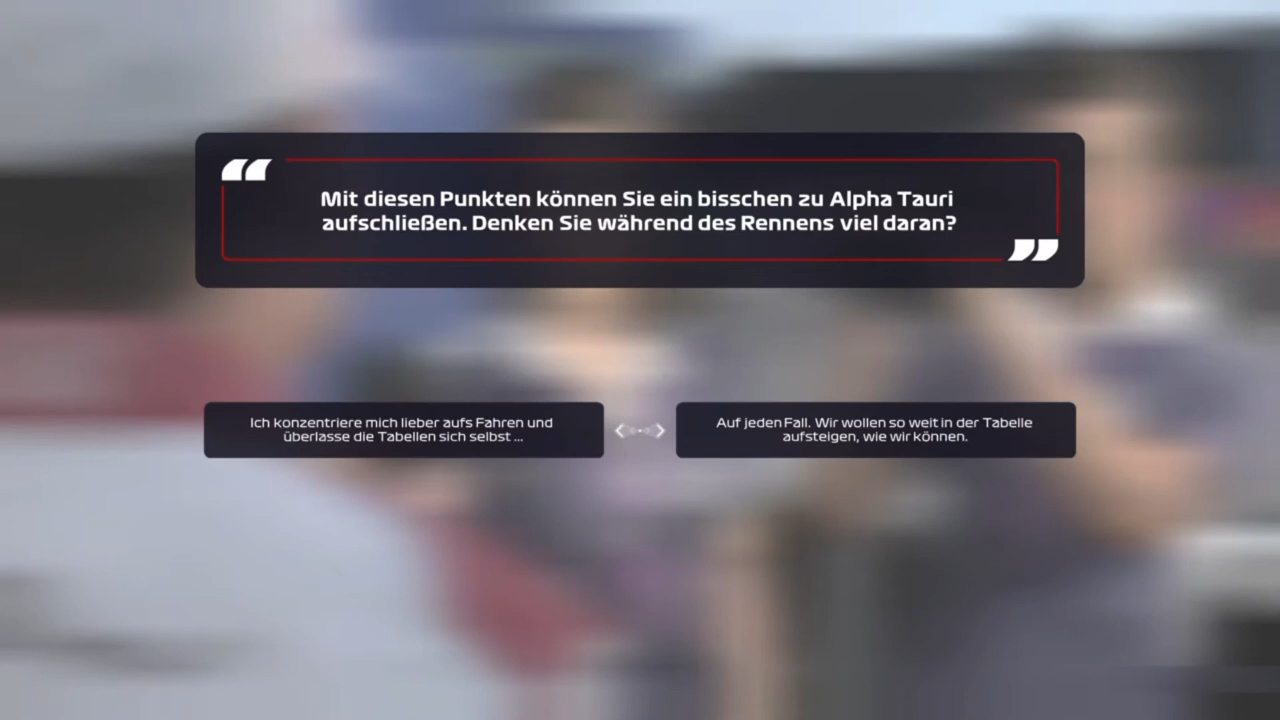 Mit diesen Punkten können Sie ein bisschen zu Alpha Tauri
aufschließen. Denken Sie während des Rennens viel daran?
Ich konzentriere mich lieber aufs Fahren und
überlasse die Tabellen sich selbst ...
Auf jeden Fall. Wir wollen so weit in der Tabelle
aufsteigen, wie wir können.